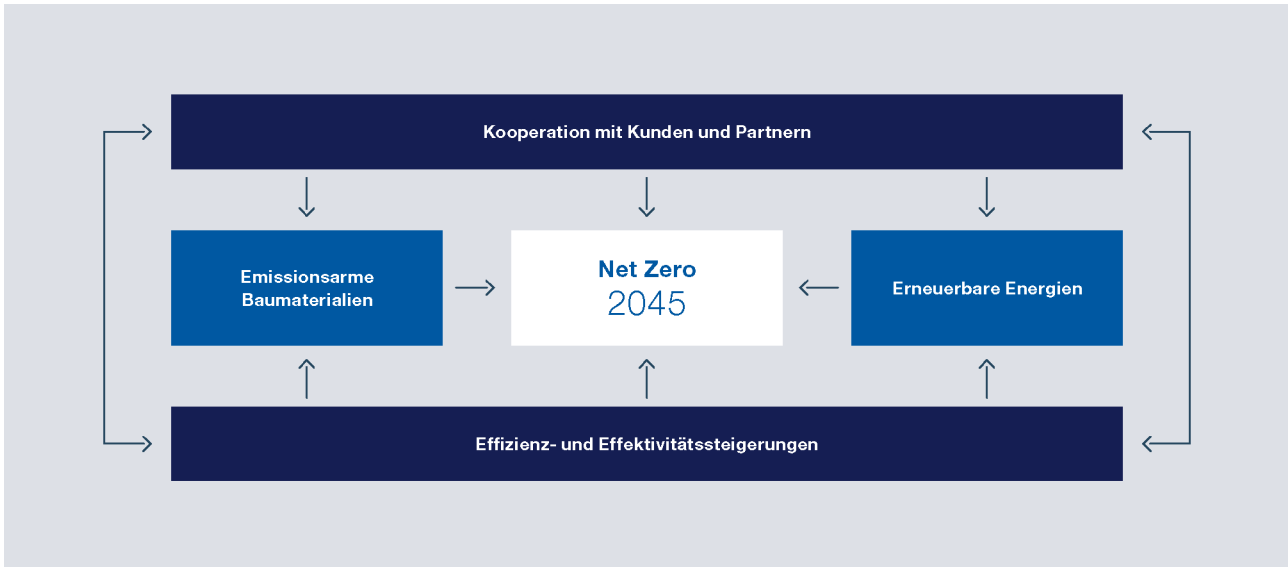 Kooperation mit Kunden und Partnern
Emissionsarme
Baumaterialien
Net Zero
2045
Erneuerbare Energien
Effizienz- und Effektivitätssteigerungen